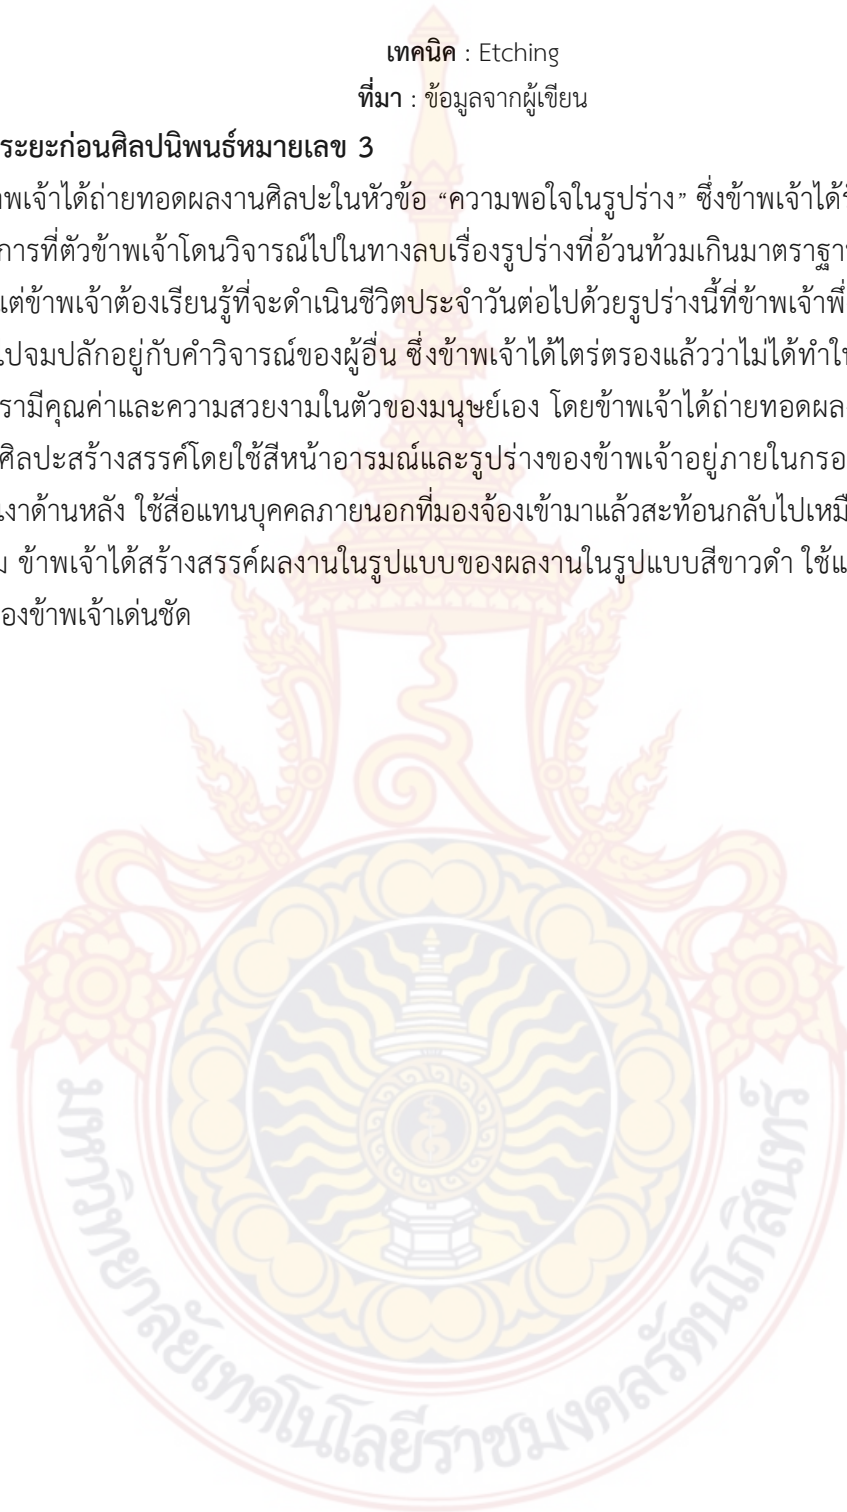 เทคนิค : Etching
ที่มา : ข้อมูลจากผู้เขียน
ระยะก่อนศิลปนิพนธ์หมายเลข 3
พเจ้าได้ถ่ายทอดผลงานศิลปะในหัวข้อ “ความพอใจในรูปร่าง” ซึ่งข้าพเจ้าได้
การที่ตัวข้าพเจ้าโดนวิจารณ์ไปในทางลบเรื่องรูปร่างที่อ้วนท้วมเกินมาตราฐา
แต่ข้าพเจ้าต้องเรียนรู้ที่จะดำเนินชีวิตประจำวันต่อไปด้วยรูปร่างนี้ที่ข้าพเจ้าพึ
ปจมปลักอยู่กับคำวิจารณ์ของผู้อื่น ซึ่งข้าพเจ้าได้ไตร่ตรองแล้วว่าไม่ได้ทำใ
รามีคุณค่าและความสวยงามในตัวของมนุษย์เอง โดยข้าพเจ้าได้ถ่ายทอดผล
ศิลปะสร้างสรรค์โดยใช้สีหน้าอารมณ์และรูปร่างของข้าพเจ้าอยู่ภายในกรอ
เงาด้านหลัง ใช้สื่อแทนบุคคลภายนอกที่มองจ้องเข้ามาแล้วสะท้อนกลับไปเหมื
ม ข้าพเจ้าได้สร้างสรรค์ผลงานในรูปแบบของผลงานในรูปแบบสีขาวดำ ใช้แ
องข้าพเจ้าเด่นชัด
มหาวิทยาลัยเทคโนโลยีราชมงคลรัตนโกสินทร์